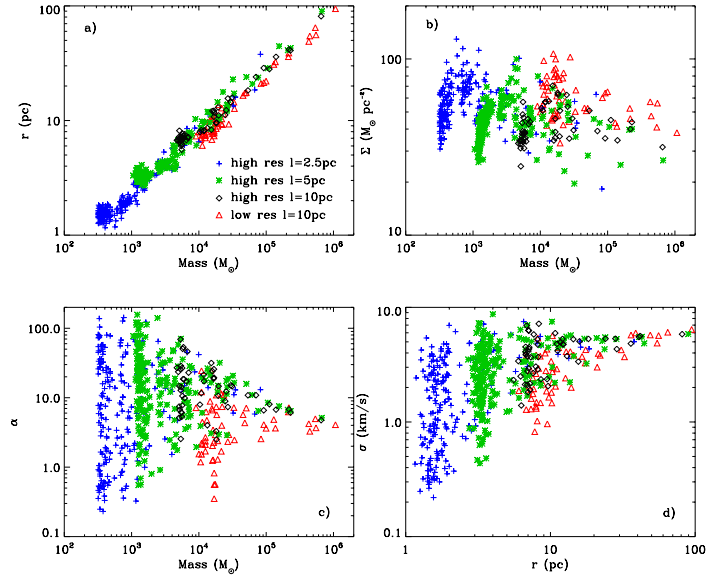 a)
r (pc)
100
10
1
10² 10³ 10⁴ 10⁵ 10⁶
Mass (M⊙)
+ high res l=2.5pc
✳ high res l=5pc
◇ high res l=10pc
△ low res l=10pc
b)
Σ (M⊙ pc⁻²)
100
10
10² 10³ 10⁴ 10⁵ 10⁶
Mass (M⊙)
c)
α
100.0
10.0
1.0
0.1
10² 10³ 10⁴ 10⁵ 10⁶
Mass (M⊙)
d)
σ (km/s)
10.0
1.0
0.1
1 10 100
r (pc)